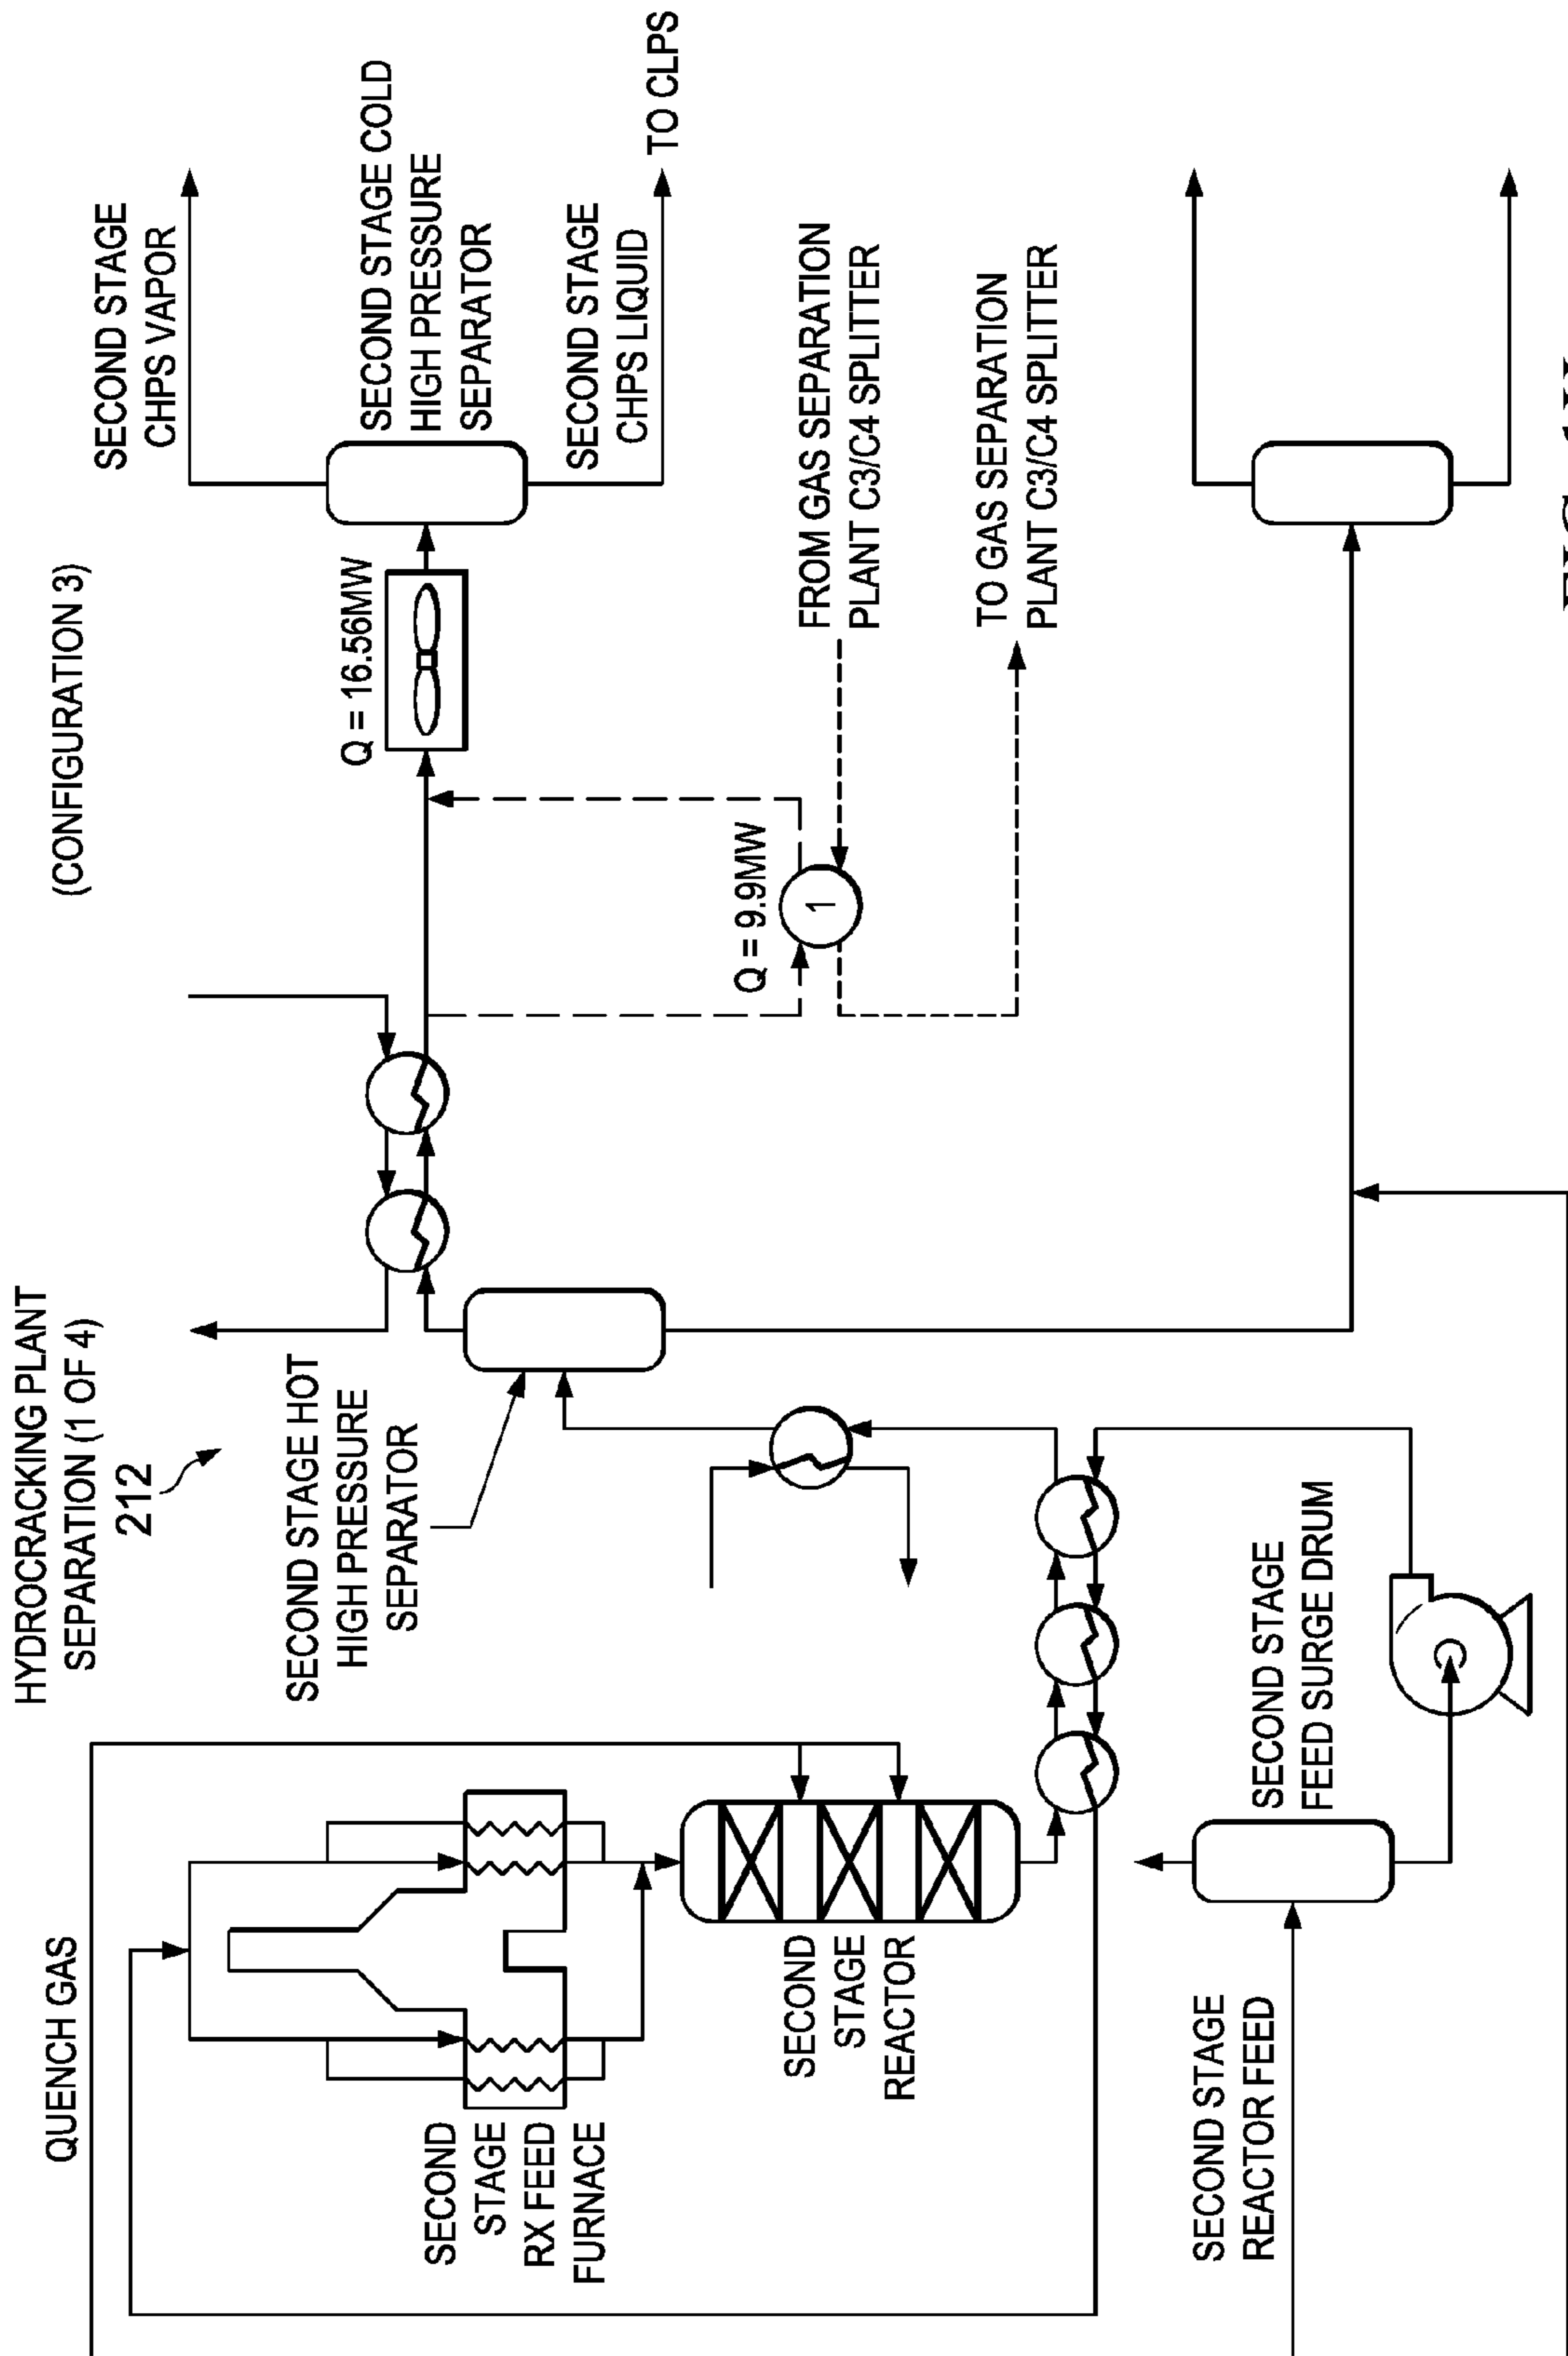 HYDROCRACKING PLANT
SEPARATION (1 OF 4)
212
(CONFIGURATION 3)
QUENCH GAS
SECOND
STAGE
RX FEED
FURNACE
SECOND STAGE HOT
HIGH PRESSURE
SEPARATOR
Q = 16.56MW
SECOND STAGE
CHPS VAPOR
SECOND STAGE COLD
HIGH PRESSURE
SEPARATOR
SECOND STAGE
CHPS LIQUID
TO CLPS
SECOND
STAGE
REACTOR
Q = 9.9MW
1
FROM GAS SEPARATION
PLANT C3/C4 SPLITTER
TO GAS SEPARATION
PLANT C3/C4 SPLITTER
SECOND STAGE
REACTOR FEED
SECOND STAGE
FEED SURGE DRUM